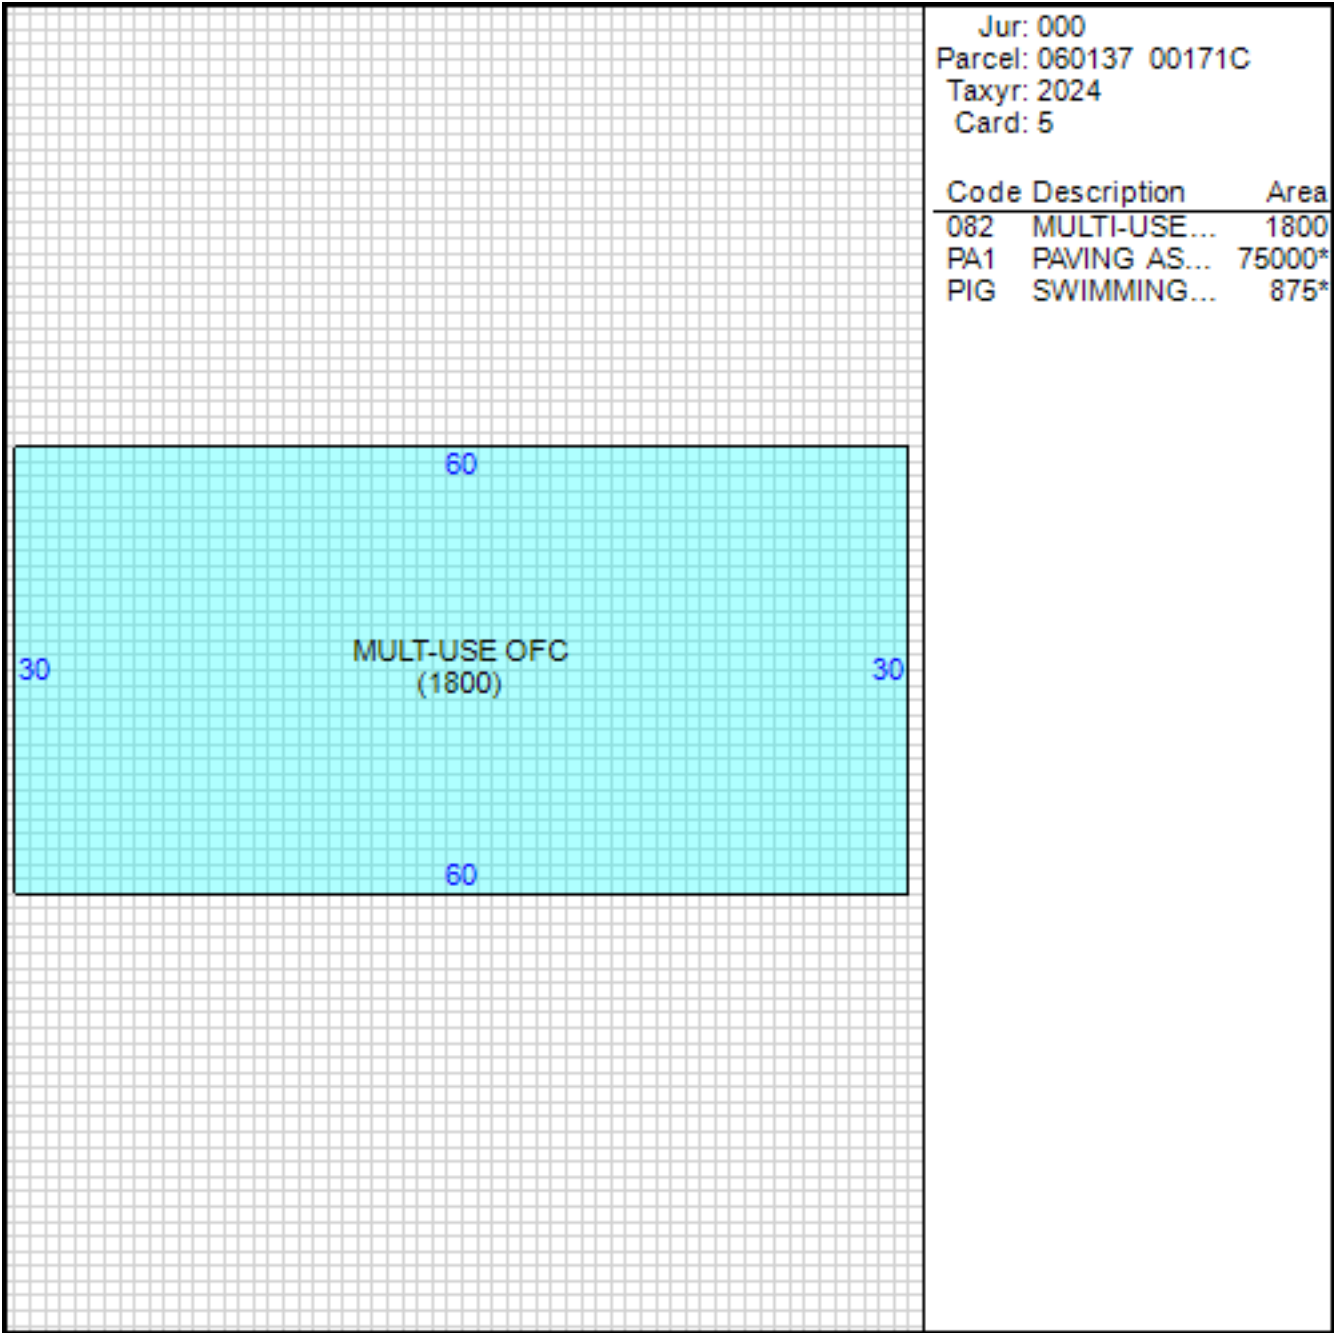 Jur: 000
Parcel: 060137 00171C
Taxyr: 2024
Card: 5
Code Description Area
082 MULTI-USE... 1800
PA1 PAVING AS... 75000*
PIG SWIMMING... 875*
60
MULT-USE OFC
30 30
(1800)
60